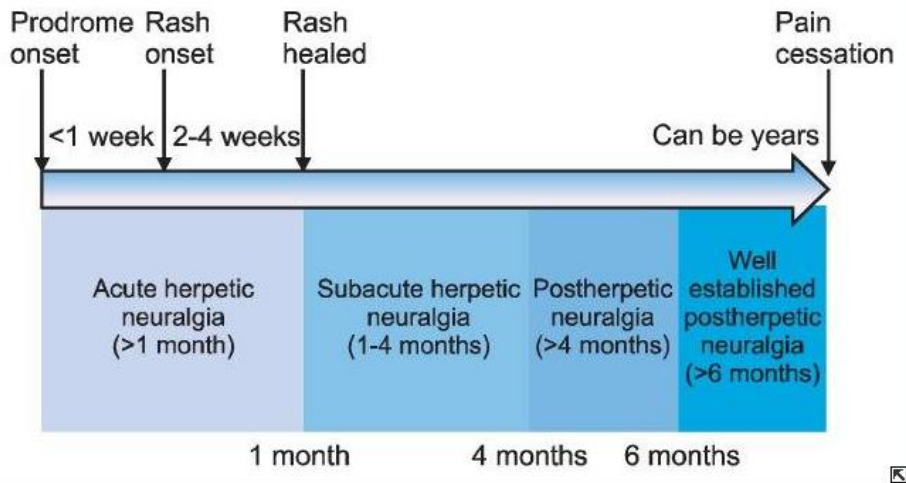 Prodrome
onset
Rash
onset
Rash
healed
Pain
cessation
<1 week
2-4 weeks
Can be years
Acute herpetic
neuralgia
(>1 month)
Subacute herpetic
neuralgia
(1-4 months)
Postherpetic
neuralgia
(>4 months)
Well
established
postherpetic
neuralgia
(>6 months)
1 month
4 months
6 months